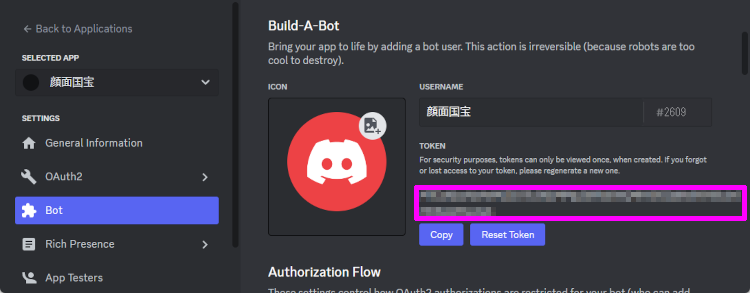 ← Back to Applications
SELECTED APP
顔面国宝
SETTINGS
General Information
OAuth2
Bot
Rich Presence
App Testers
Build-A-Bot
Bring your app to life by adding a bot user. This action is irreversible (because robots are too
cool to destroy).
ICON
USERNAME
顔面国宝
#2609
TOKEN
For security purposes, tokens can only be viewed once, when created. If you forgot
or lost access to your token, please regenerate a new one.
Copy
Reset Token
Authorization Flow
These settings control how OAuth2 authorizations are restricted for your bot (who can add